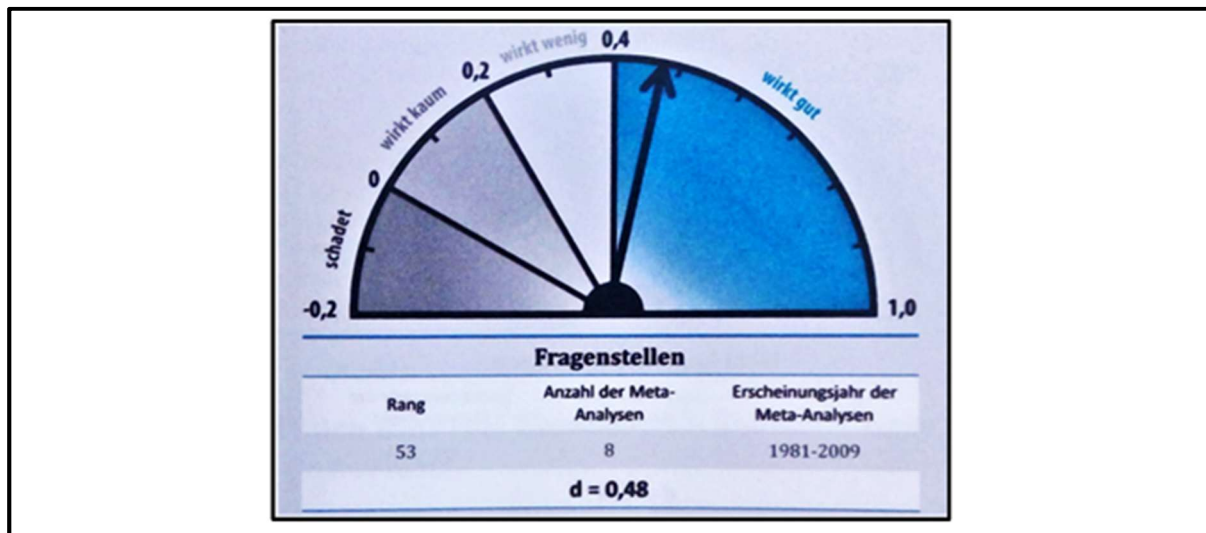 wirkt wenig
0,4
0,2
wirkt kaum
wirkt gut
0
schadet
-0,2
1,0
Fragenstellen
Rang
Anzahl der Meta-
Analysen
Erscheinungsjahr der
Meta-Analysen
53
8
1981-2009
d = 0,48